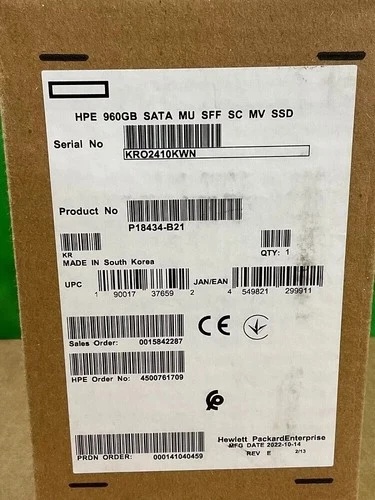 HPE 960GB SATA MU SFF SC MV SSD
Serial No
KRO2410KWN
Product No
P18434-B21
KR
QTY: 1
MADE IN South Korea
UPC 1 90017 37659 2 JAN/EAN 4 549821 299911
CE
Sales Order: 0015842287
HPE Order No: 4500761709
Hewlett PackardEnterprise
MFG DATE 2022-10-14
PRDN ORDER: 000141040459 REV E 2/13